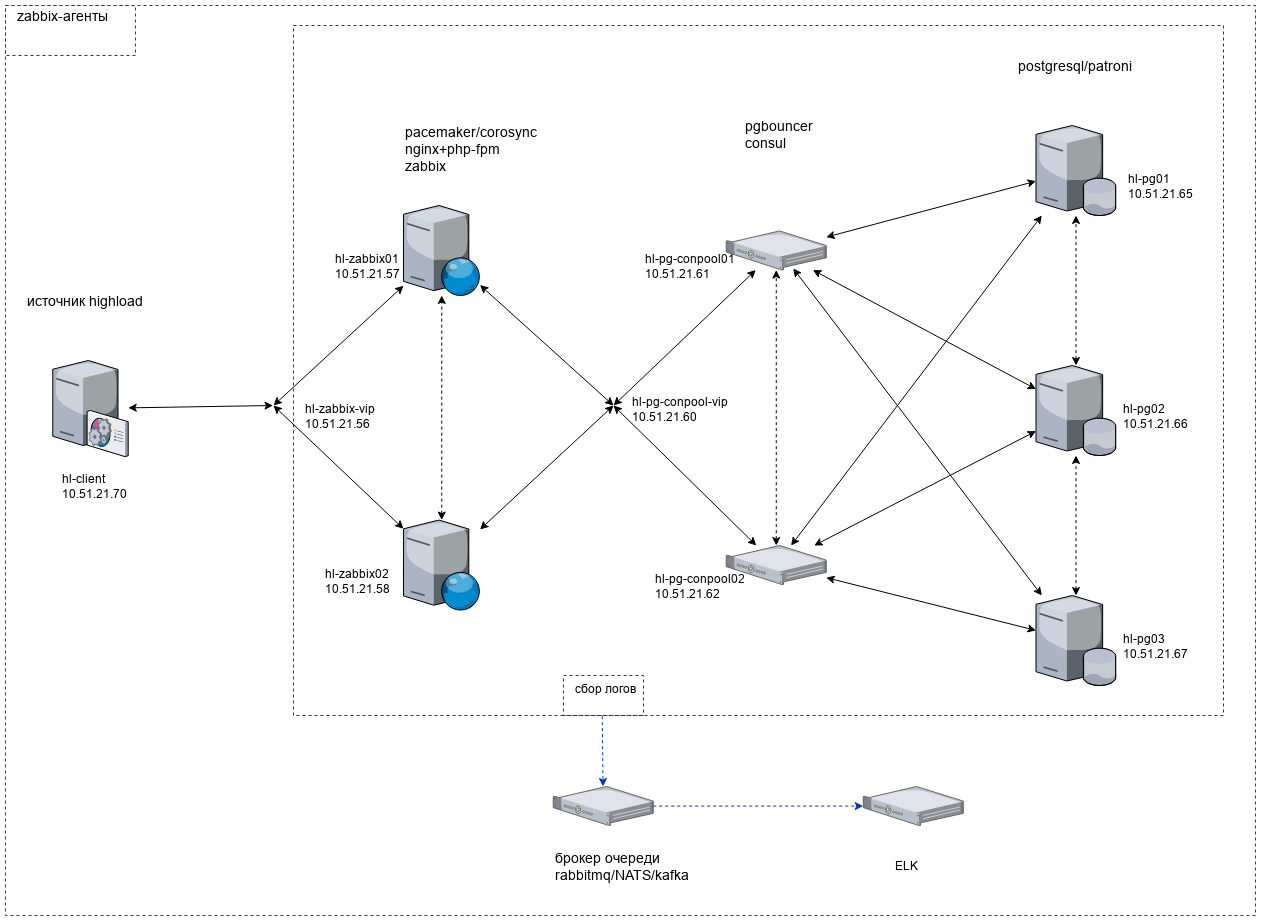 zabbix-агенты
postgresql/patroni
pacemaker/corosync
nginx+php-fpm
zabbix
pgbouncer
consul
hl-pg01
10.51.21.65
hl-zabbix01
10.51.21.57
hl-pg-conpool01
10.51.21.61
источник highload
hl-zabbix-vip
10.51.21.56
hl-pg-conpool-vip
10.51.21.60
hl-pg02
10.51.21.66
hl-client
10.51.21.70
hl-zabbix02
10.51.21.58
hl-pg-conpool02
10.51.21.62
hl-pg03
10.51.21.67
сбор логов
брокер очереди
rabbitmq/NATS/kafka
ELK